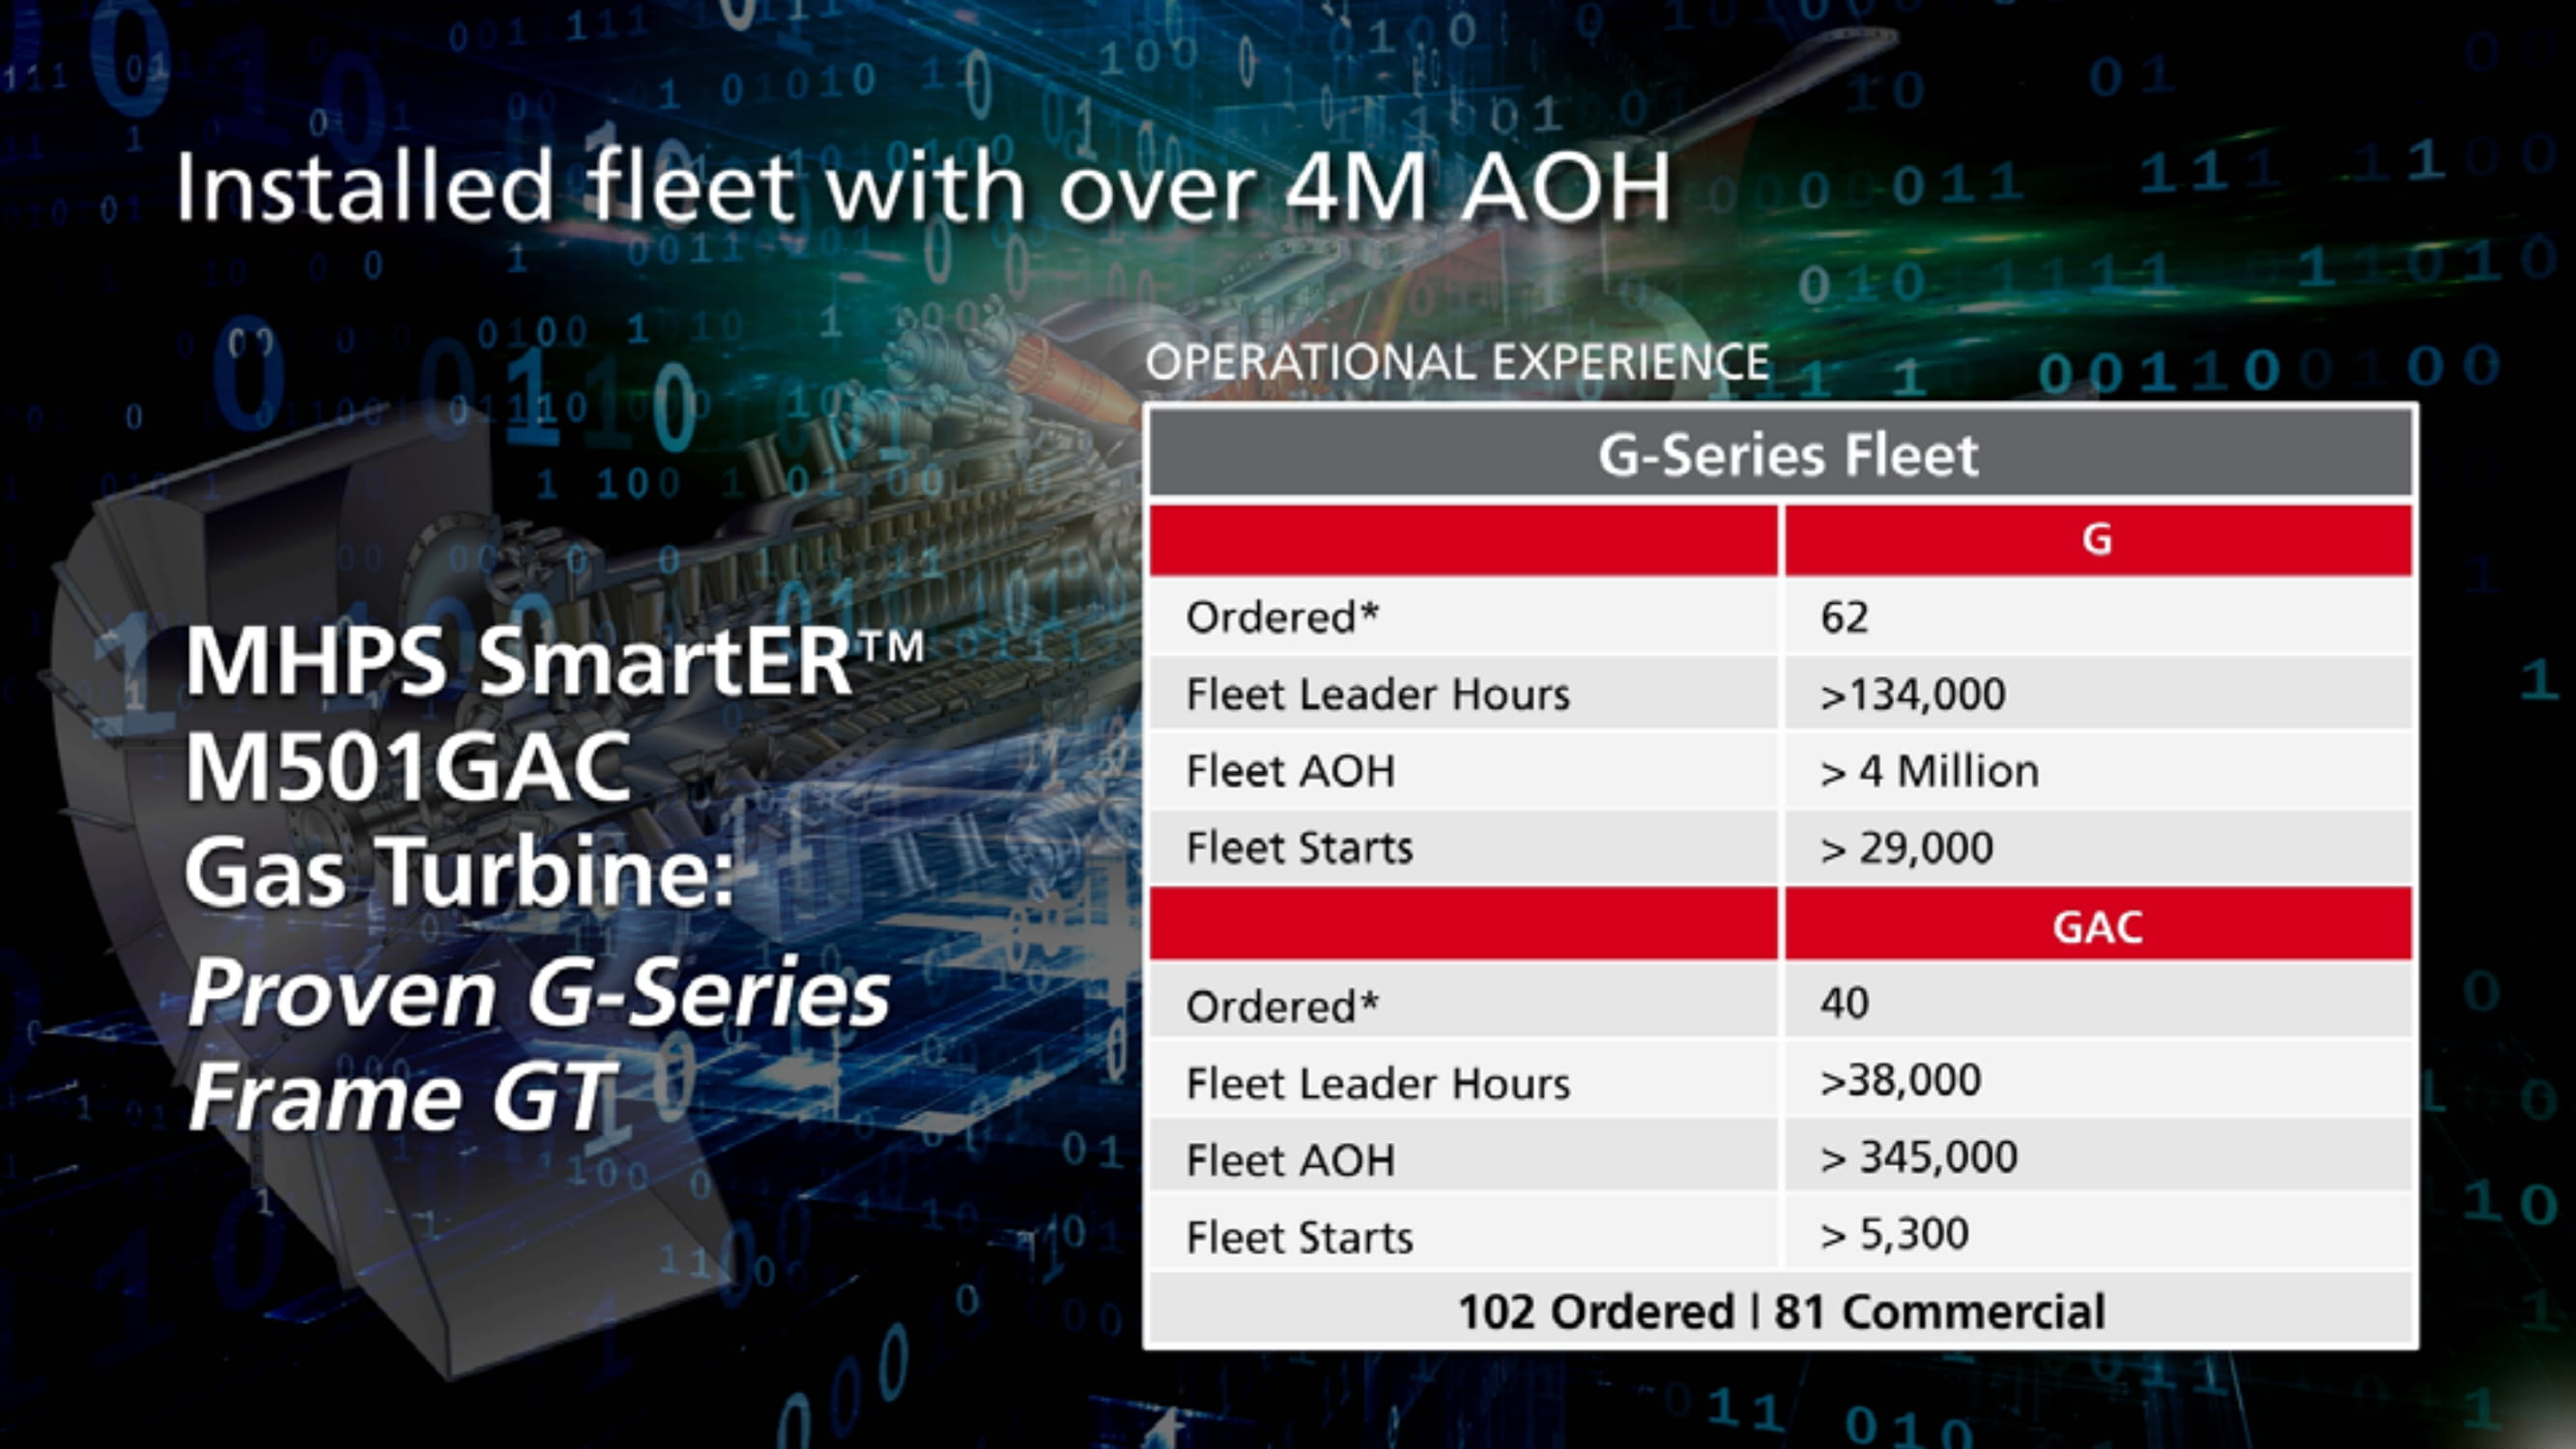 Installed fleet with over 4M AOH
MHPS SmartER™
M501GAC
Gas Turbine:
Proven G-Series
Frame GT
OPERATIONAL EXPERIENCE
G-Series Fleet
G
Ordered* 62
Fleet Leader Hours >134,000
Fleet AOH > 4 Million
Fleet Starts > 29,000
GAC
Ordered* 40
Fleet Leader Hours >38,000
Fleet AOH > 345,000
Fleet Starts > 5,300
102 Ordered | 81 Commercial